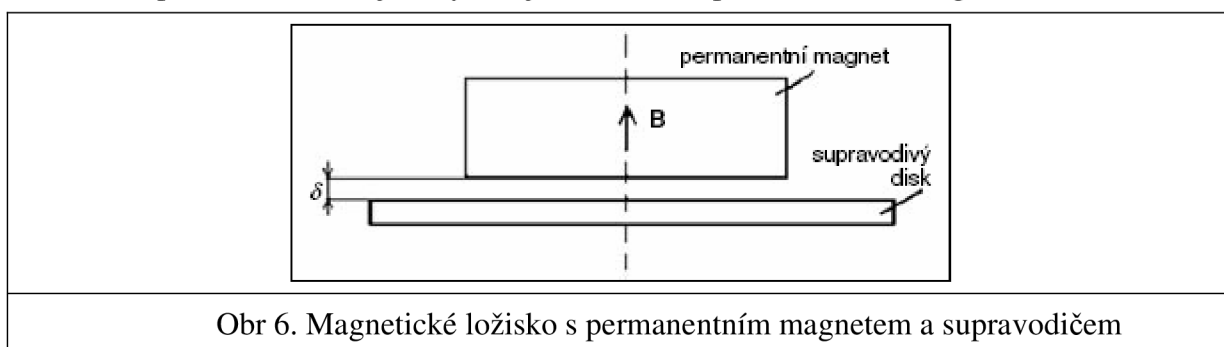 permanentní magnet
B
supravodivý
disk
δ
Obr 6. Magnetické ložisko s permanentním magnetem a supravodičem